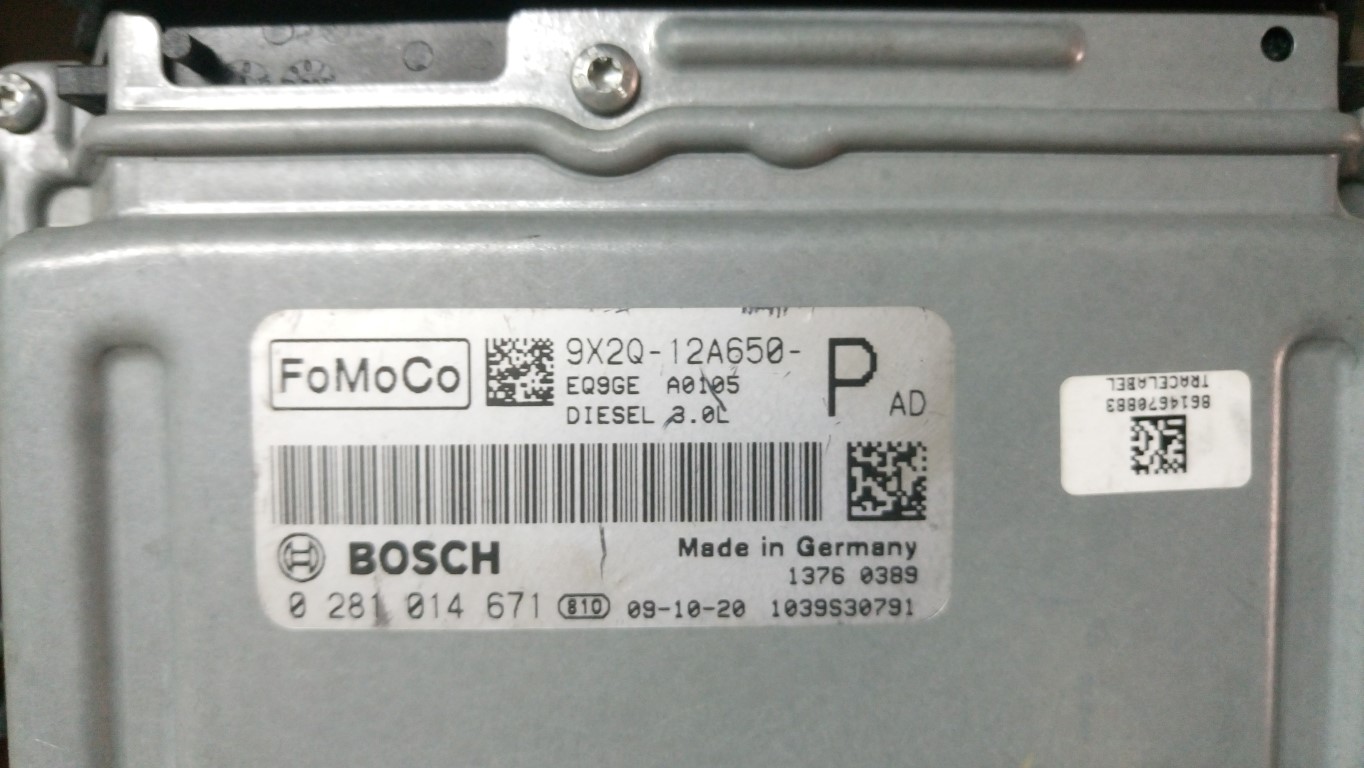 FoMoCo
9X2Q-12A650-
P
AD
EQ9GE A0105
DIESEL 3.0L
BOSCH
Made in Germany
1376 0389
0 281 014 671 810 09-10-20 1039S30791
8614670883
TRACELABEL